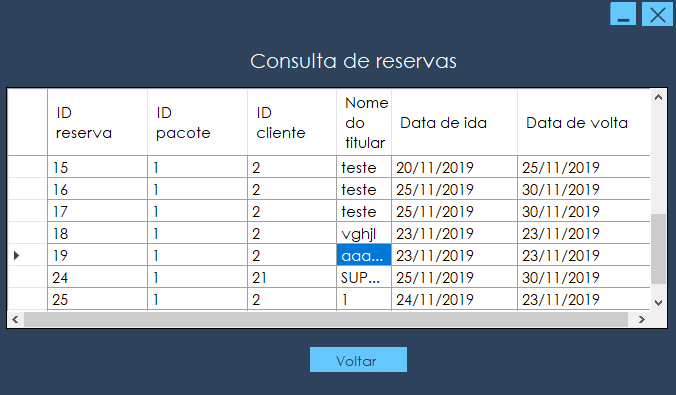 Consulta de reservas
ID reserva ID pacote ID cliente Nome do titular Data de ida Data de volta
15 1 2 teste 20/11/2019 25/11/2019
16 1 2 teste 25/11/2019 30/11/2019
17 1 2 teste 25/11/2019 30/11/2019
18 1 2 vghjl 23/11/2019 23/11/2019
19 1 2 aaa... 23/11/2019 23/11/2019
24 1 21 SUP... 25/11/2019 30/11/2019
25 1 2 1 24/11/2019 23/11/2019
Voltar